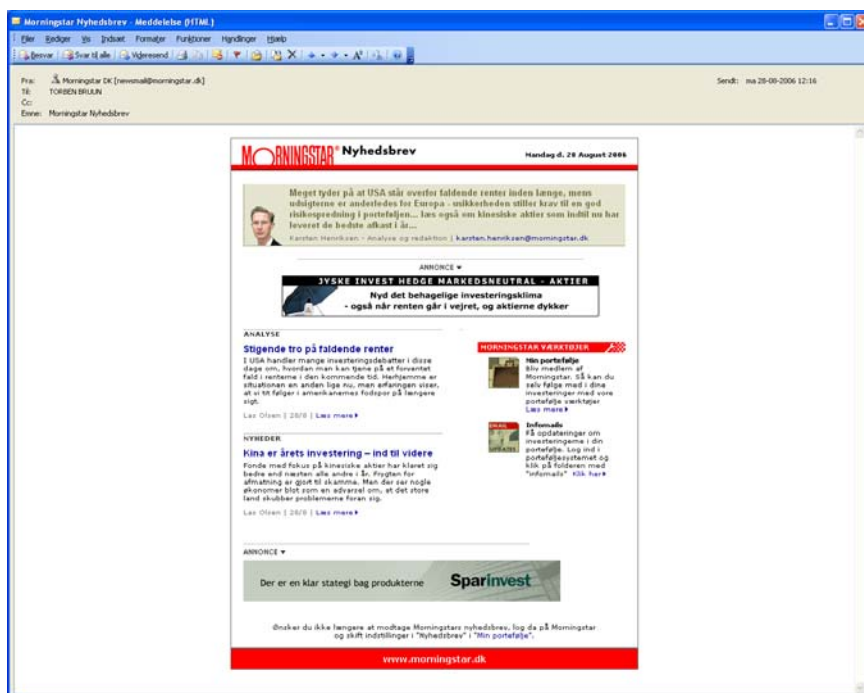 Morningstar Nyhedsbrev - Meddelelse (HTML)
Filer Rediger Vis Indsæt Formater Funktioner Handlinger Hjælp
Besvar Svar til alle Videresend
Fra: Morningstar DK [newsmail@morningstar.dk]
Sendt: ma 28-08-2006 12:16
Til: TORBEN BRUUN
Cc:
Emne: Morningstar Nyhedsbrev
MORNINGSTAR® Nyhedsbrev
Mandag d. 28 August 2006
Meget tyder på at USA står overfor faldende renter inden længe, mens
udsigterne er anderledes for Europa - usikkerheden stiller krav til en god
risikospredning i porteføljen... læs også om kinesiske aktier som indtil nu har
leveret de bedste afkast i år...
Karsten Henriksen - Analyse og redaktion | karsten.henriksen@morningstar.dk
ANNONCE
JYSKE INVEST HEDGE MARKEDSNEUTRAL - AKTIER
Nyd det behagelige investeringsklima
- også når renten går i vejret, og aktierne dykker
ANALYSE
Stigende tro på faldende renter
I USA handler mange investeringsdebatter i disse
dage om, hvordan man kan tjene på et forventet
fald i renterne i den kommende tid. Herhjemme er
situationen en anden lige nu, men erfaringen viser,
at vi tit følger i amerikanernes fodspor på længere
sigt.
Las Olsen | 28/8 | Læs mere
NYHEDER
Kina er årets investering – ind til videre
Fonde med fokus på kinesiske aktier har klaret sig
bedre end næsten alle andre i år. Frygten for
afmatning er gjort til skamme. Men der ser nogle
økonomer blot som en advarsel om, at det store
land skubber problemerne foran sig.
Las Olsen | 28/8 | Læs mere
MORNINGSTAR VÆRKTØJER
Min portefølje
Bliv medlem af
Morningstar. Så kan du
selv følge med i dine
investeringer med vore
portefølje værktøjer
Læs mere
EMAIL
UPDATES
Infomails
Få opdateringer om
investeringerne i din
portefølje. Log ind i
porteføljesystemet og
klik på folderen med
"infomails" Klik her
ANNONCE
Der er en klar stategi bag produkterne
Sparinvest
Ønsker du ikke længere at modtage Morningstars nyhedsbrev, log da på Morningstar
og skift indstillinger i "Nyhedsbrev" i "Min portefølje".
www.morningstar.dk